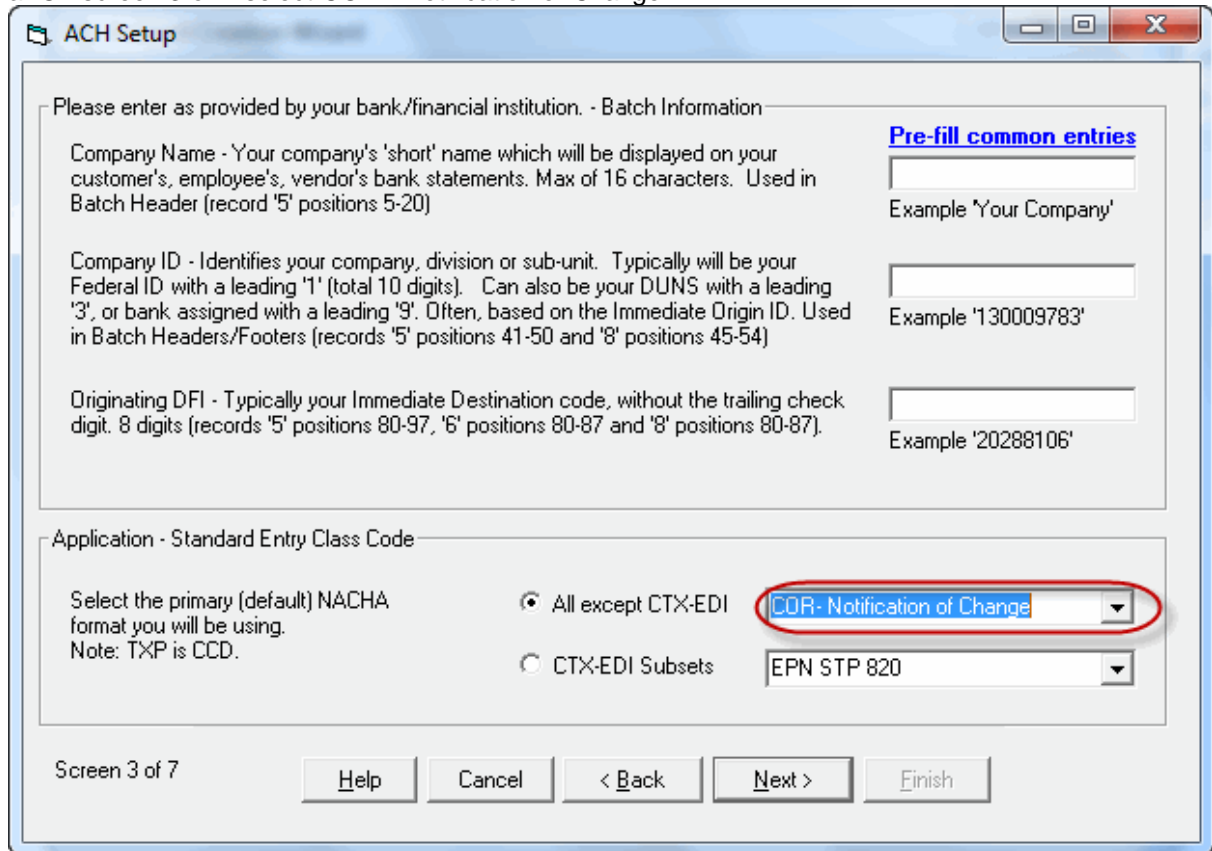 ACH Setup
Please enter as provided by your bank/financial institution. - Batch Information
Pre-fill common entries
Company Name - Your company's 'short' name which will be displayed on your
customer's, employee's, vendor's bank statements. Max of 16 characters. Used in
Batch Header (record '5' positions 5-20)
Example 'Your Company'
Company ID - Identifies your company, division or sub-unit. Typically will be your
Federal ID with a leading '1' (total 10 digits). Can also be your DUNS with a leading
'3', or bank assigned with a leading '9'. Often, based on the Immediate Origin ID. Used
in Batch Headers/Footers (records '5' positions 41-50 and '8' positions 45-54)
Example '130009783'
Originating DFI - Typically your Immediate Destination code, without the trailing check
digit. 8 digits (records '5' positions 80-97, '6' positions 80-87 and '8' positions 80-87).
Example '20288106'
Application - Standard Entry Class Code
Select the primary (default) NACHA
format you will be using.
Note: TXP is CCD.
All except CTX-EDI
COR- Notification of Change
CTX-EDI Subsets
EPN STP 820
Screen 3 of 7
Help
Cancel
< Back
Next >
Finish